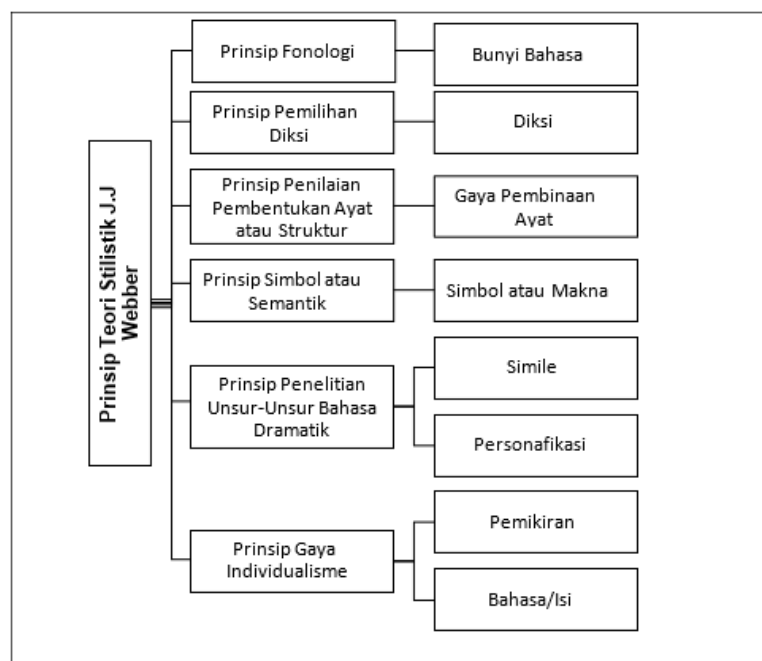 Prinsip Teori Stilistik J.J
Webber
Prinsip Fonologi
Bunyi Bahasa
Prinsip Pemilihan
Diksi
Diksi
Prinsip Penilaian
Pembentukan Ayat
atau Struktur
Gaya Pembinaan
Ayat
Prinsip Simbol atau
Semantik
Simbol atau Makna
Prinsip Penelitian
Unsur-Unsur Bahasa
Dramatik
Simile
Personafikasi
Prinsip Gaya
Individualisme
Pemikiran
Bahasa/Isi